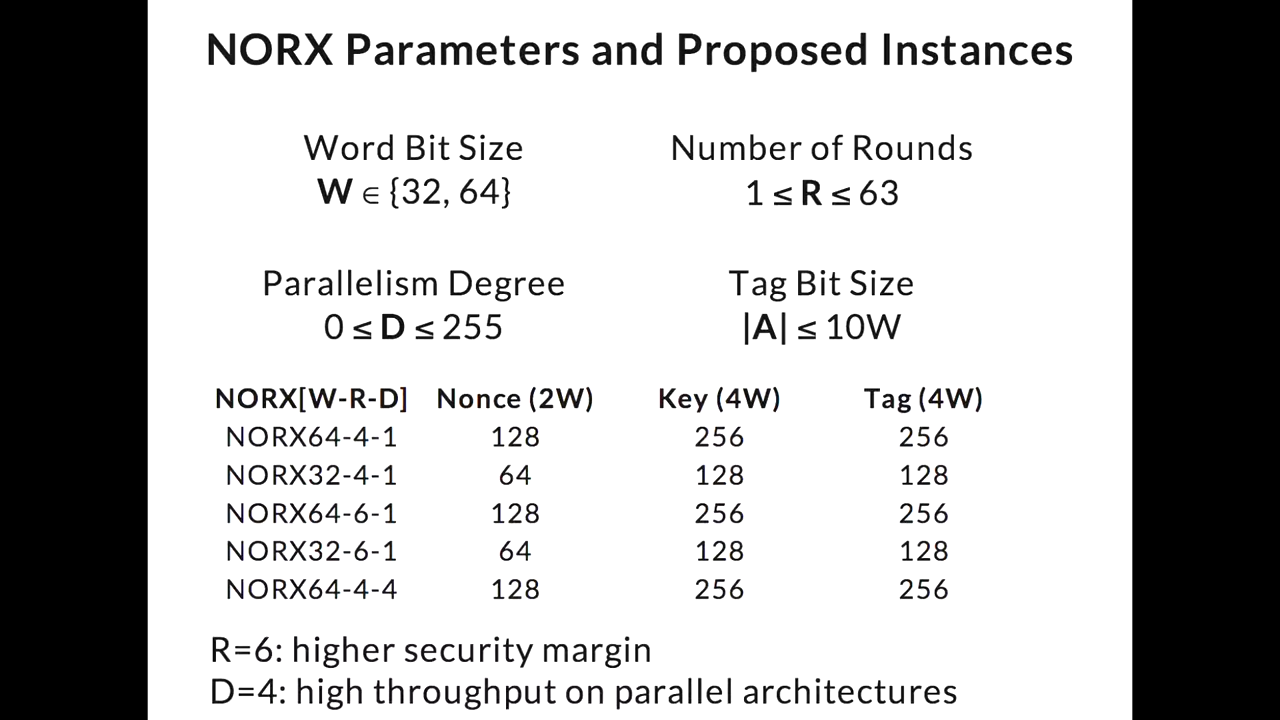 NORX Parameters and Proposed Instances
Word Bit Size
W ∈ {32, 64}
Number of Rounds
1 ≤ R ≤ 63
Parallelism Degree
0 ≤ D ≤ 255
Tag Bit Size
|A| ≤ 10W
NORX[W-R-D] Nonce (2W) Key (4W) Tag (4W)
NORX64-4-1 128 256 256
NORX32-4-1 64 128 128
NORX64-6-1 128 256 256
NORX32-6-1 64 128 128
NORX64-4-4 128 256 256
R=6: higher security margin
D=4: high throughput on parallel architectures